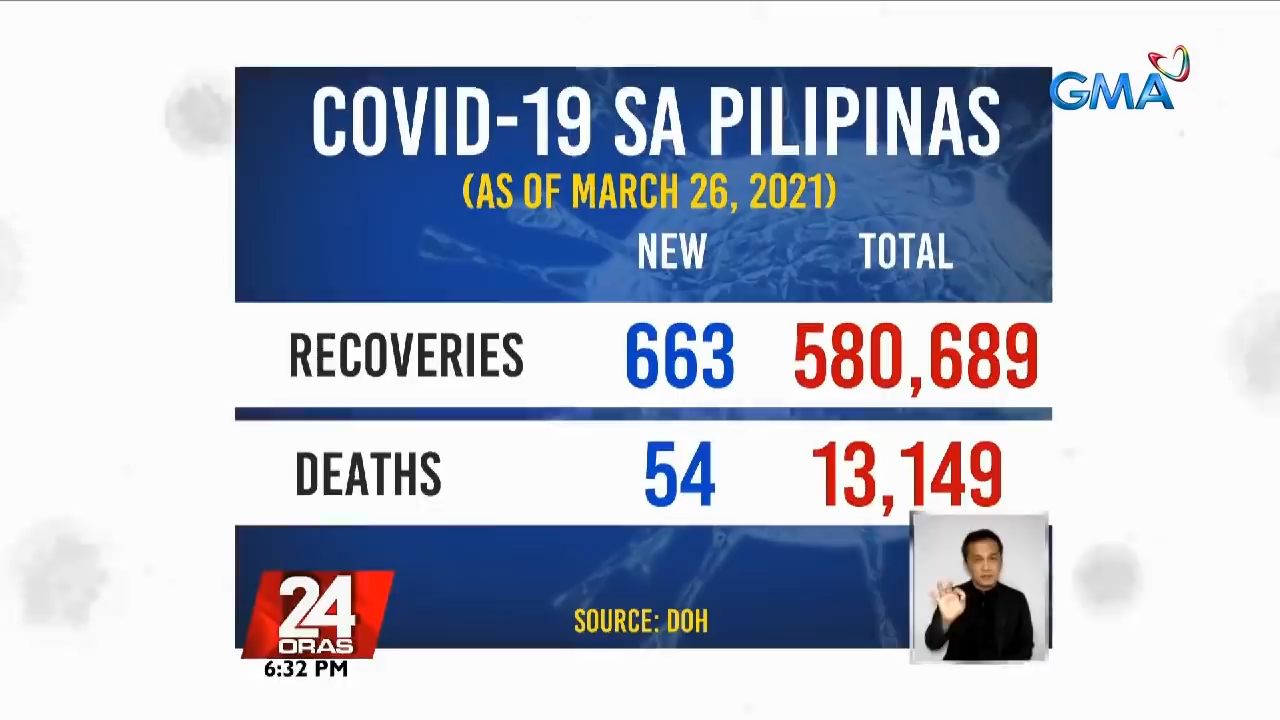 GMA
COVID-19 SA PILIPINAS
(AS OF MARCH 26, 2021)
NEW TOTAL
RECOVERIES 663 580,689
DEATHS 54 13,149
SOURCE: DOH
24
ORAS
6:32 PM